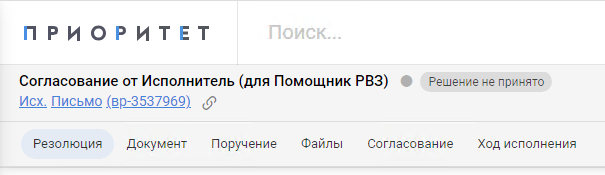 ПРИОРИТЕТ Поиск...
Согласование от Исполнитель (для Помощник РВЗ) Решение не принято
Исх. Письмо (вр-3537969)
Резолюция Документ Поручение Файлы Согласование Ход исполнения